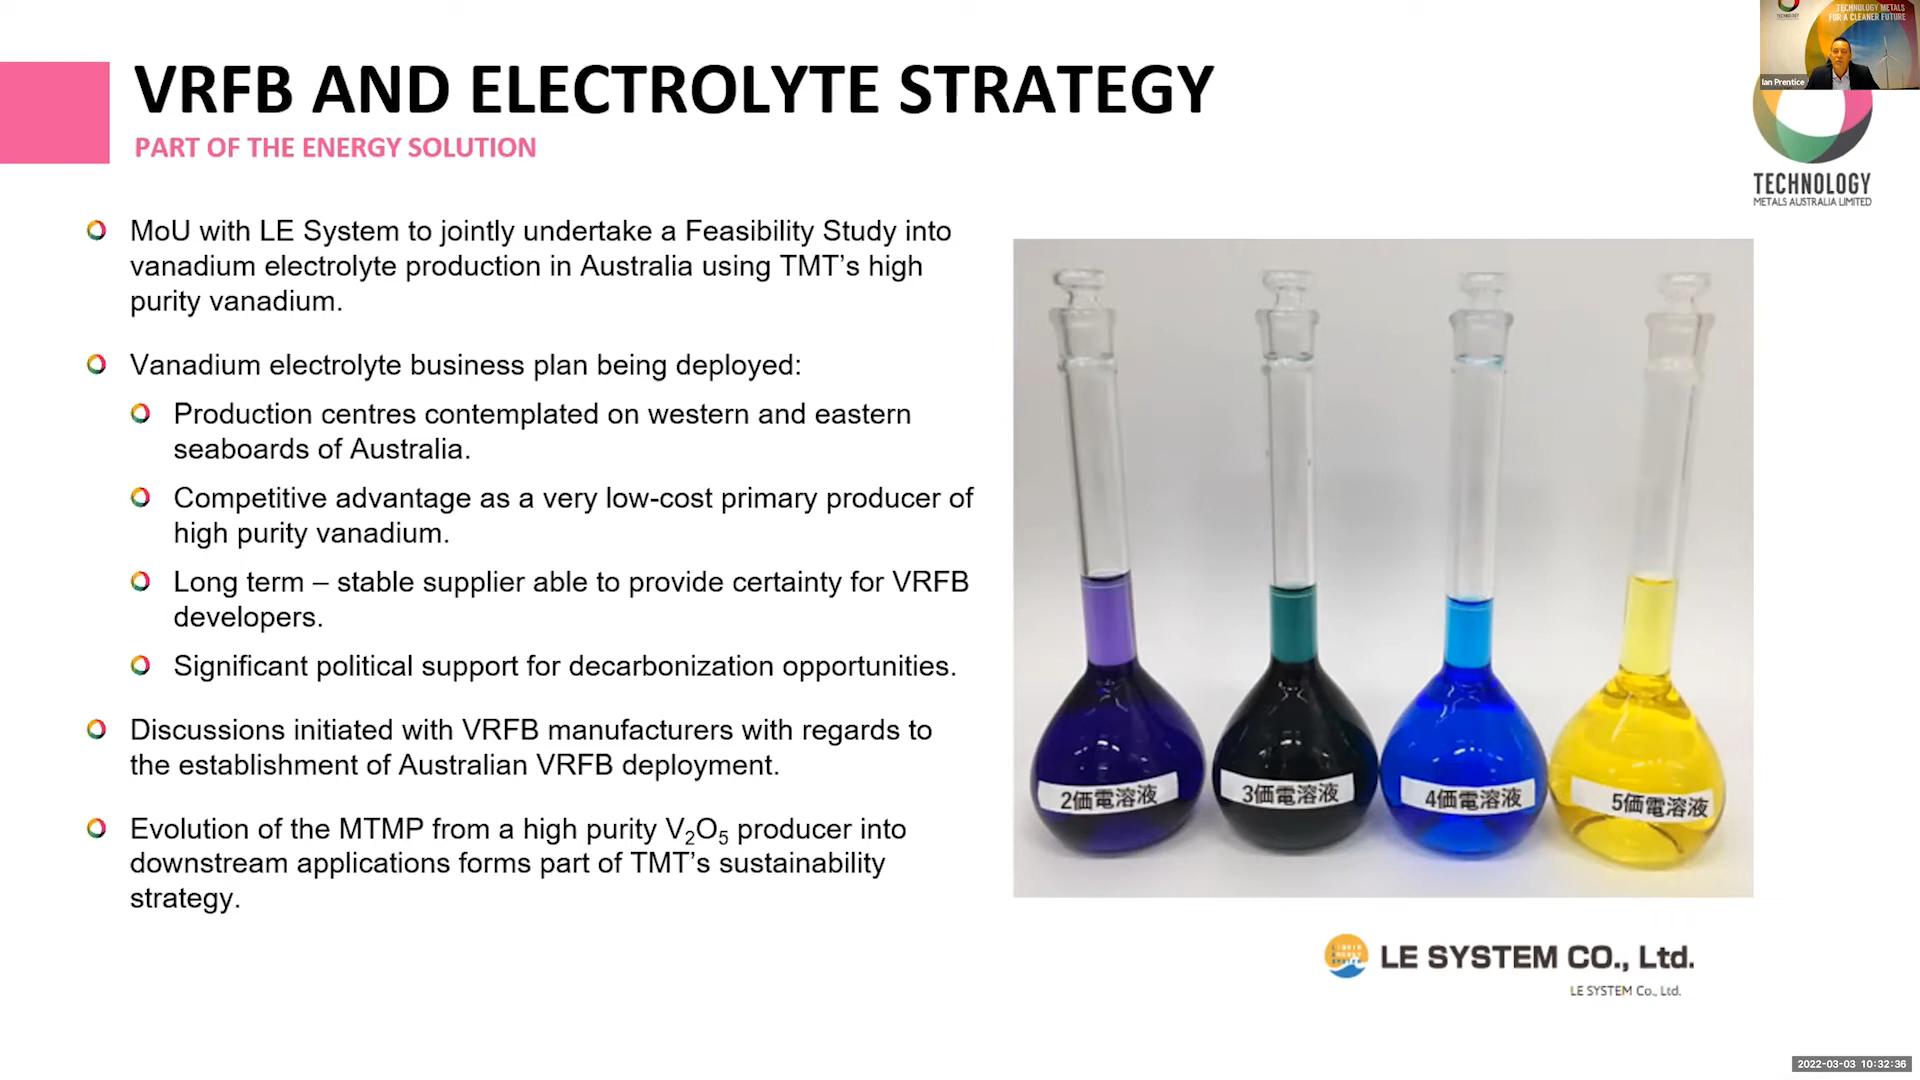 TECHNOLOGY METALS
FOR A CLEANER FUTURE
Ian Prentice
VRFB AND ELECTROLYTE STRATEGY
PART OF THE ENERGY SOLUTION
TECHNOLOGY
METALS AUSTRALIA LIMITED
MoU with LE System to jointly undertake a Feasibility Study into
vanadium electrolyte production in Australia using TMT’s high
purity vanadium.
Vanadium electrolyte business plan being deployed:
Production centres contemplated on western and eastern
seaboards of Australia.
Competitive advantage as a very low-cost primary producer of
high purity vanadium.
Long term – stable supplier able to provide certainty for VRFB
developers.
Significant political support for decarbonization opportunities.
Discussions initiated with VRFB manufacturers with regards to
the establishment of Australian VRFB deployment.
Evolution of the MTMP from a high purity V₂O₅ producer into
downstream applications forms part of TMT’s sustainability
strategy.
2価電溶液
3価電溶液
4価電溶液
5価電溶液
LE SYSTEM CO., Ltd.
LE SYSTEM Co., Ltd.
2022-03-03 10:32:36